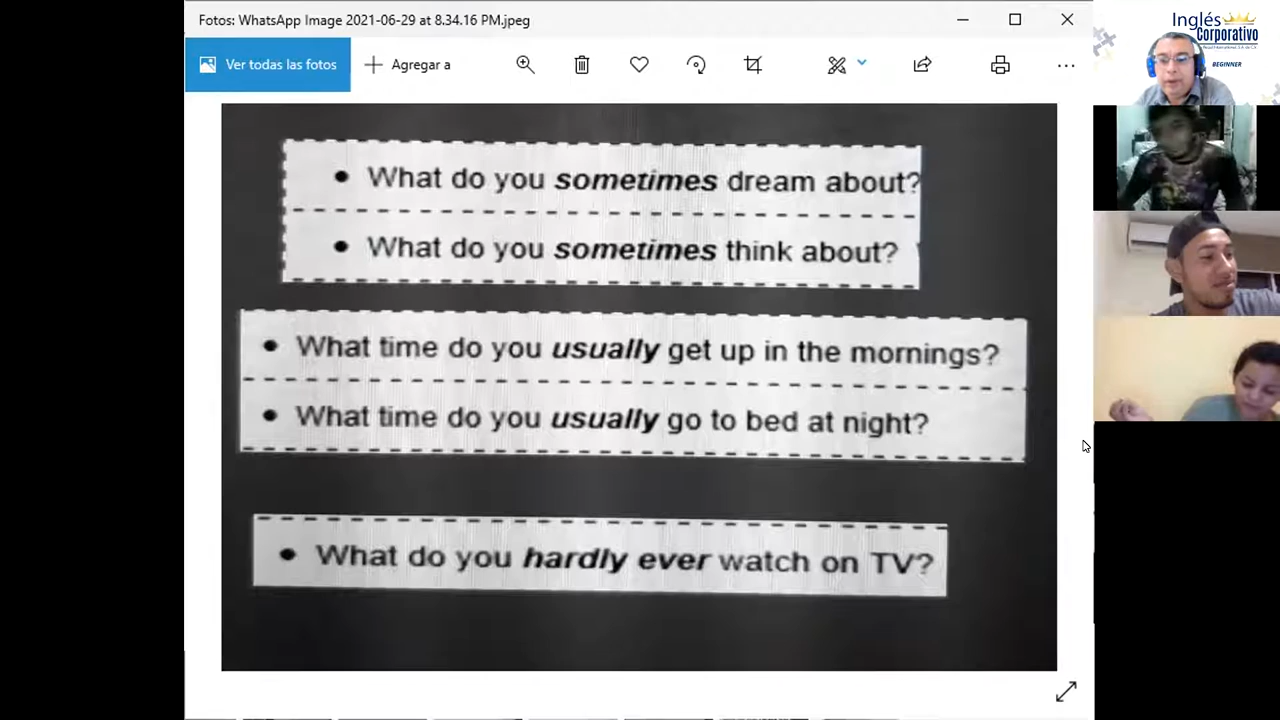 Fotos: WhatsApp Image 2021-06-29 at 8.34.16 PM.jpeg
Ver todas las fotos
Agregar a
• What do you sometimes dream about?
• What do you sometimes think about?
• What time do you usually get up in the mornings?
• What time do you usually go to bed at night?
• What do you hardly ever watch on TV?
Inglés
Corporativo
BEGINNER